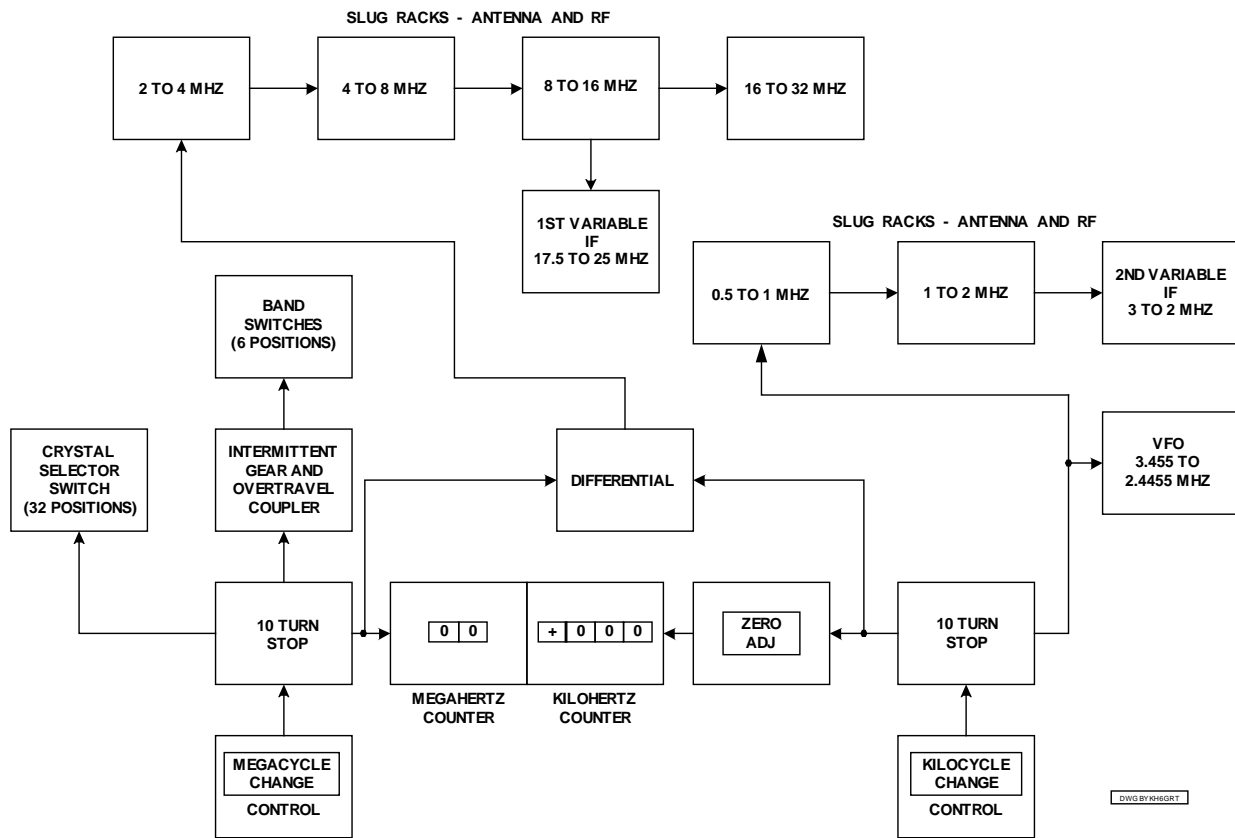 SLUG RACKS - ANTENNA AND RF
2 TO 4 MHZ
4 TO 8 MHZ
8 TO 16 MHZ
16 TO 32 MHZ
1ST VARIABLE
IF
17.5 TO 25 MHZ
SLUG RACKS - ANTENNA AND RF
0.5 TO 1 MHZ
1 TO 2 MHZ
2ND VARIABLE
IF
3 TO 2 MHZ
BAND
SWITCHES
(6 POSITIONS)
CRYSTAL
SELECTOR
SWITCH
(32 POSITIONS)
INTERMITTENT
GEAR AND
OVERTRAVEL
COUPLER
DIFFERENTIAL
VFO
3.455 TO
2.4455 MHZ
10 TURN
STOP
0 0
+ 0 0 0
ZERO
ADJ
10 TURN
STOP
MEGAHERTZ
COUNTER
KILOHERTZ
COUNTER
MEGACYCLE
CHANGE
CONTROL
KILOCYCLE
CHANGE
CONTROL
DWG BY KH6GRT